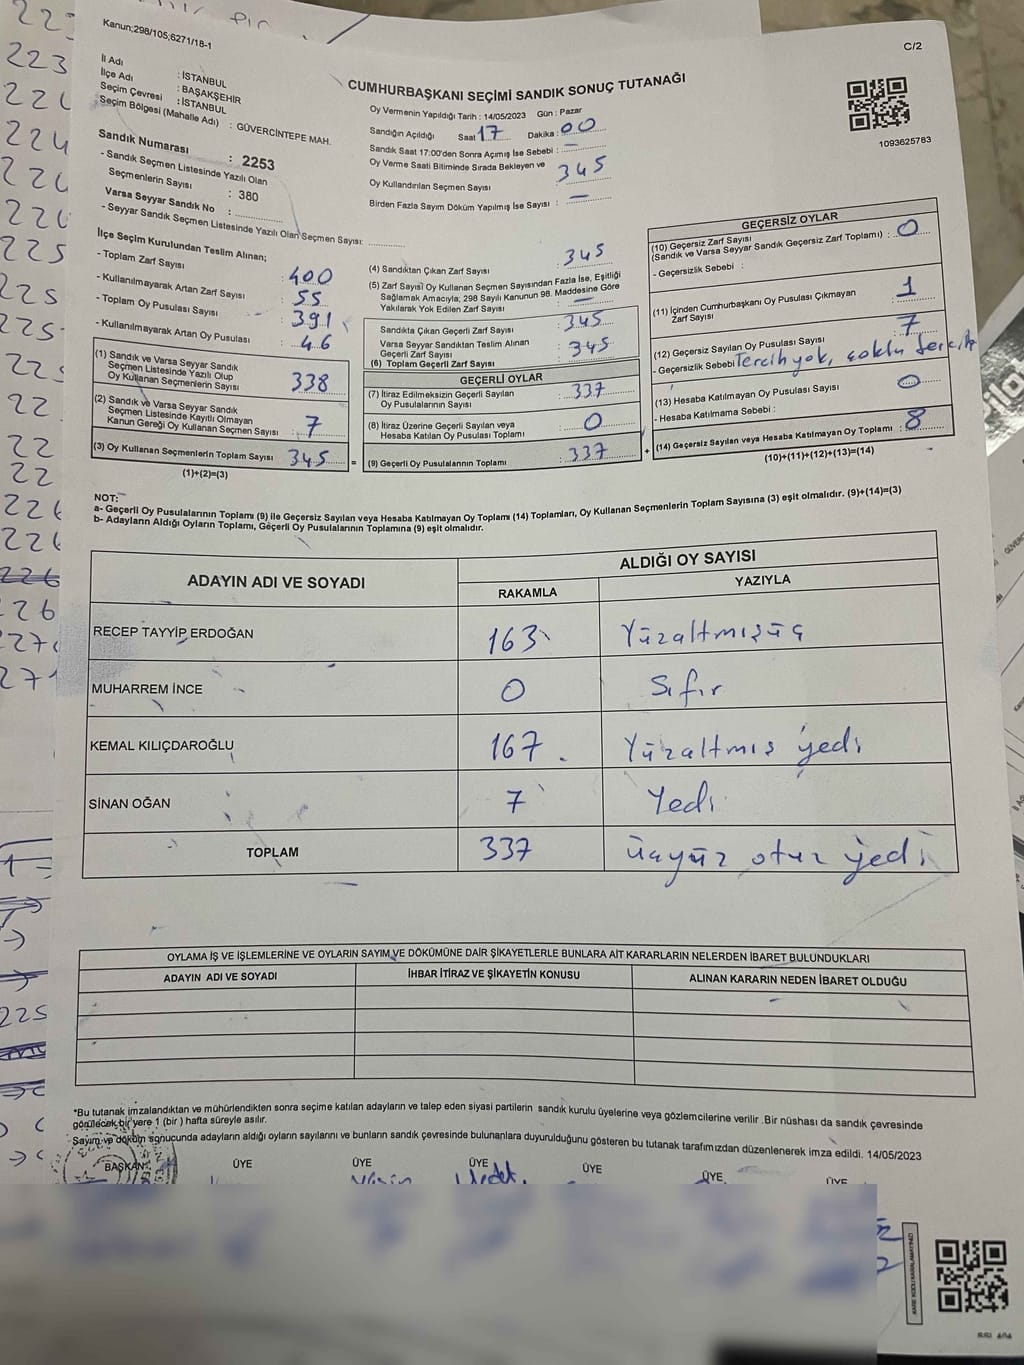 Kanun;298/105;6271/18-1
C/2
İl Adı : İSTANBUL
İlçe Adı : BAŞAKŞEHİR
Seçim Çevresi : İSTANBUL
Seçim Bölgesi (Mahalle Adı) : GÜVERCİNTEPE MAH.
Sandık Numarası : 2253
- Sandık Seçmen Listesinde Yazılı Olan
Seçmenlerin Sayısı : 380
Varsa Seyyar Sandık No :
- Seyyar Sandık Seçmen Listesinde Yazılı Olan Seçmen Sayısı:
CUMHURBAŞKANI SEÇİMİ SANDIK SONUÇ TUTANAĞI
Oy Vermenin Yapıldığı Tarih : 14/05/2023 Gün : Pazar
Sandığın Açıldığı Saat 17 Dakika : 00
Sandık Saat 17:00'den Sonra Açımış İse Sebebi : —
Oy Verme Saati Bitiminde Sırada Bekleyen ve
Oy Kullandırılan Seçmen Sayısı 345
Birden Fazla Sayım Döküm Yapılmış İse Sayısı : —
1093625783
İlçe Seçim Kurulundan Teslim Alınan;
- Toplam Zarf Sayısı : 400
- Kullanılmayarak Artan Zarf Sayısı : 55
- Toplam Oy Pusulası Sayısı : 391
- Kullanılmayarak Artan Oy Pusulası : 46
(1) Sandık ve Varsa Seyyar Sandık
Seçmen Listesinde Yazılı Olup
Oy Kullanan Seçmenlerin Sayısı 338
(2) Sandık ve Varsa Seyyar Sandık
Seçmen Listesinde Kayıtlı Olmayan
Kanun Gereği Oy Kullanan Seçmen Sayısı : 7
(3) Oy Kullanan Seçmenlerin Toplam Sayısı 345
(1)+(2)=(3)
(4) Sandıktan Çıkan Zarf Sayısı : 345
(5) Zarf Sayısı Oy Kullanan Seçmen Sayısından Fazla İse, Eşitliği
Sağlamak Amacıyla; 298 Sayılı Kanunun 98. Maddesine Göre
Yakılarak Yok Edilen Zarf Sayısı : —
Sandıkta Çıkan Geçerli Zarf Sayısı : 345
Varsa Seyyar Sandıktan Teslim Alınan
Geçerli Zarf Sayısı
(6) Toplam Geçerli Zarf Sayısı : 345
GEÇERLİ OYLAR
(7) İtiraz Edilmeksizin Geçerli Sayılan
Oy Pusulalarının Sayısı : 337
(8) İtiraz Üzerine Geçerli Sayılan veya
Hesaba Katılan Oy Pusulası Toplamı : 0
= (9) Geçerli Oy Pusulalarının Toplamı : 337
GEÇERSİZ OYLAR
(10) Geçersiz Zarf Sayısı
(Sandık ve Varsa Seyyar Sandık Geçersiz Zarf Toplamı) : 0
- Geçersizlik Sebebi :
(11) İçinden Cumhurbaşkanı Oy Pusulası Çıkmayan
Zarf Sayısı : 1
(12) Geçersiz Sayılan Oy Pusulası Sayısı : 7
- Geçersizlik Sebebi Tercih yok, çoklu tercih
(13) Hesaba Katılmayan Oy Pusulası Sayısı : 0
- Hesaba Katılmama Sebebi :
+ (14) Geçersiz Sayılan veya Hesaba Katılmayan Oy Toplamı : 8
(10)+(11)+(12)+(13)=(14)
NOT:
a- Geçerli Oy Pusulalarının Toplamı (9) ile Geçersiz Sayılan veya Hesaba Katılmayan Oy Toplamı (14) Toplamları, Oy Kullanan Seçmenlerin Toplam Sayısına (3) eşit olmalıdır. (9)+(14)=(3)
b- Adayların Aldığı Oyların Toplamı, Geçerli Oy Pusulalarının Toplamına (9) eşit olmalıdır.
ADAYIN ADI VE SOYADI ALDIĞI OY SAYISI
RAKAMLA YAZIYLA
RECEP TAYYİP ERDOĞAN 163 Yüzaltmışüç
MUHARREM İNCE 0 Sıfır
KEMAL KILIÇDAROĞLU 167 Yüzaltmış yedi
SİNAN OĞAN 7 Yedi
TOPLAM 337 üçyüz otuz yedi
OYLAMA İŞ VE İŞLEMLERİNE VE OYLARIN SAYIM VE DÖKÜMÜNE DAİR ŞİKAYETLERLE BUNLARA AİT KARARLARIN NELERDEN İBARET BULUNDUKLARI
ADAYIN ADI VE SOYADI İHBAR İTİRAZ VE ŞİKAYETİN KONUSU ALINAN KARARIN NEDEN İBARET OLDUĞU
*Bu tutanak imzalandıktan ve mühürlendikten sonra seçime katılan adayların ve talep eden siyasi partilerin sandık kurulu üyelerine veya gözlemcilerine verilir .Bir nüshası da sandık çevresinde
görülecek bir yere 1 (bir ) hafta süreyle asılır.
Sayım ve döküm sonucunda adayların aldığı oyların sayılarını ve bunların sandık çevresinde bulunanlara duyurulduğunu gösteren bu tutanak tarafımızdan düzenlenerek imza edildi. 14/05/2023
BAŞKAN ÜYE ÜYE ÜYE ÜYE ÜYE ÜYE